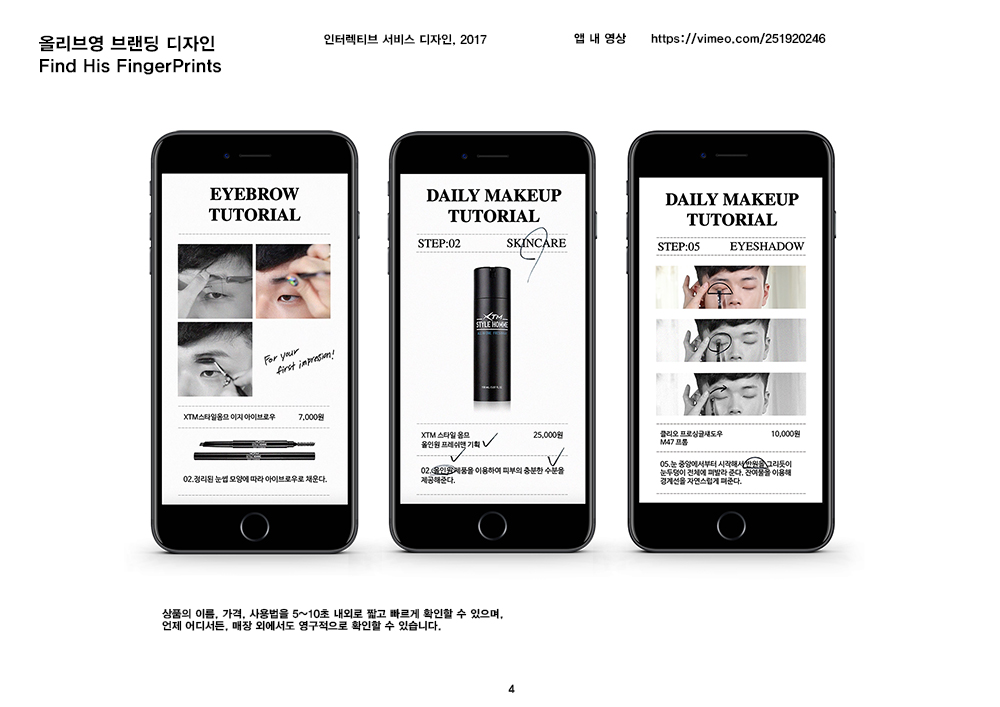 올리브영 브랜딩 디자인
Find His FingerPrints
인터렉티브 서비스 디자인, 2017
앱 내 영상
https://vimeo.com/251920246
EYEBROW
TUTORIAL
For your
first impression!
XTM스타일옴므 이지 아이브로우
7,000원
02.정리된 눈썹 모양에 따라 아이브로우로 채운다.
DAILY MAKEUP
TUTORIAL
STEP:02
SKINCARE
XTM
STYLE HOMME
XTM 스타일 옴므
올인원 프레쉬맨 기획
25,000원
02.올인원 제품을 이용하여 피부의 충분한 수분을
제공해준다.
DAILY MAKEUP
TUTORIAL
STEP:05
EYESHADOW
클리오 프로싱글섀도우
M47 프롬
10,000원
05.눈 중앙에서부터 시작해서 반원을 그리듯이
눈두덩이 전체에 펴발라 준다. 잔여물을 이용해
경계선을 자연스럽게 펴준다.
상품의 이름, 가격, 사용법을 5~10초 내외로 짧고 빠르게 확인할 수 있으며,
언제 어디서든, 매장 외에서도 영구적으로 확인할 수 있습니다.
4